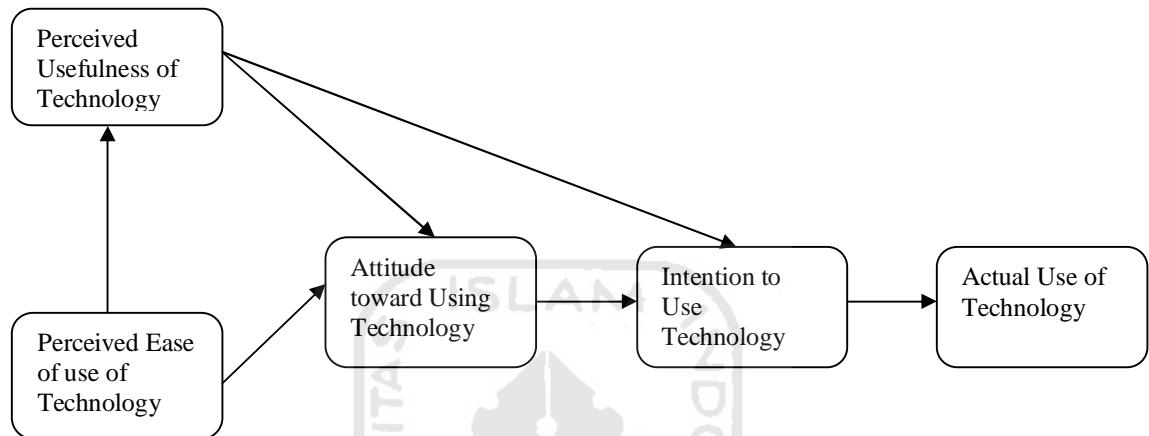 Perceived
Usefulness of
Technology
Attitude
toward Using
Technology
Intention to
Use
Technology
Actual Use of
Technology
Perceived Ease
of use of
Technology
ISLAM